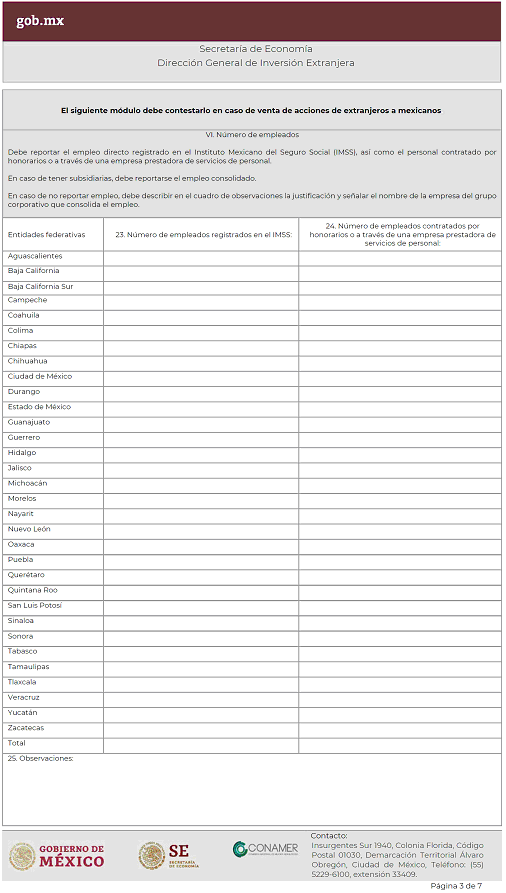 gob.mx
Secretaría de Economía
Dirección General de Inversión Extranjera
El siguiente módulo debe contestarlo en caso de venta de acciones de extranjeros a mexicanos
VI. Número de empleados
Debe reportar el empleo directo registrado en el Instituto Mexicano del Seguro Social (IMSS), así como el personal contratado por
honorarios o a través de una empresa prestadora de servicios de personal.
En caso de tener subsidiarias, debe reportarse el empleo consolidado.
En caso de no reportar empleo, debe describir en el cuadro de observaciones la justificación y señalar el nombre de la empresa del grupo
corporativo que consolida el empleo.
Entidades federativas
23. Número de empleados registrados en el IMSS:
24. Número de empleados contratados por
honorarios o a través de una empresa prestadora de
servicios de personal:
Aguascalientes
Baja California
Baja California Sur
Campeche
Coahuila
Colima
Chiapas
Chihuahua
Ciudad de México
Durango
Estado de México
Guanajuato
Guerrero
Hidalgo
Jalisco
Michoacán
Morelos
Nayarit
Nuevo León
Oaxaca
Puebla
Querétaro
Quintana Roo
San Luis Potosí
Sinaloa
Sonora
Tabasco
Tamaulipas
Tlaxcala
Veracruz
Yucatán
Zacatecas
Total
25. Observaciones:
GOBIERNO DE
MÉXICO
SE
SECRETARÍA
DE ECONOMÍA
CONAMER
Contacto:
Insurgentes Sur 1940, Colonia Florida, Código
Postal 01030, Demarcación Territorial Álvaro
Obregón, Ciudad de México, Teléfono: (55)
5229-6100, extensión 33409.
Página 3 de 7